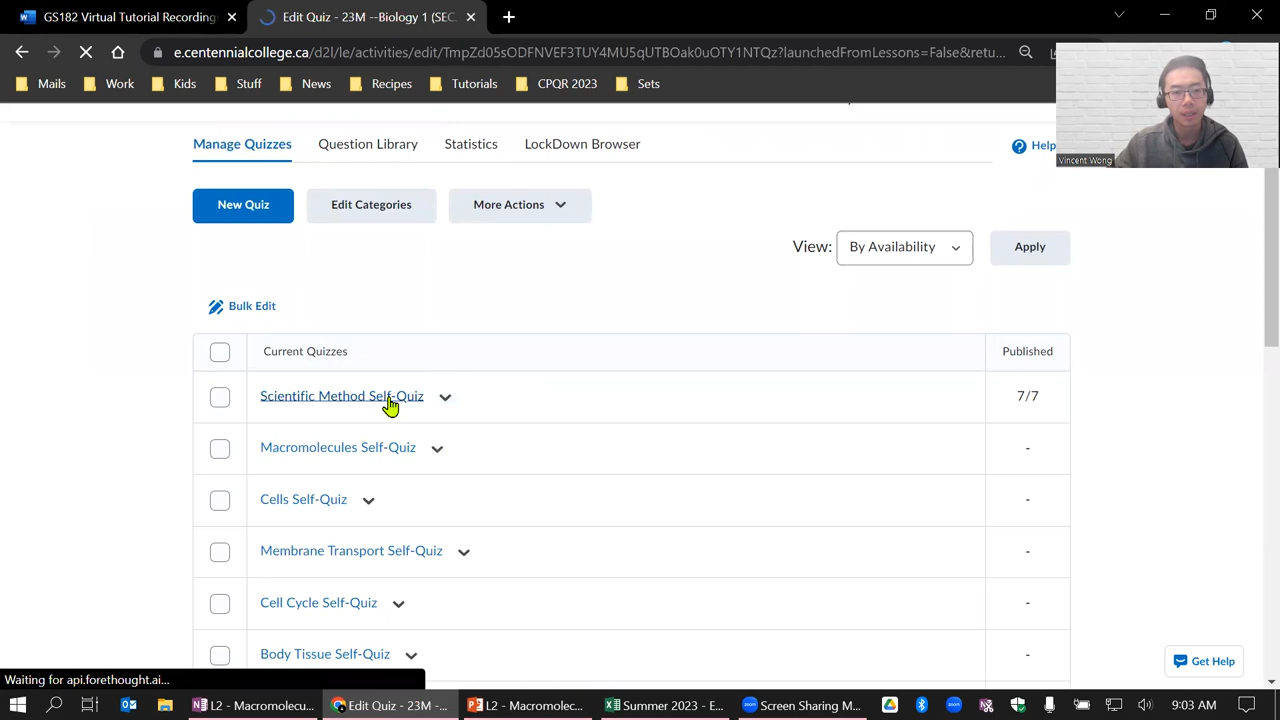 GS182 Virtual Tutorial Recording
Edit Quiz - 23M --Biology 1 (SEC.
e.centennialcollege.ca/d2l/le/activities/edit/TmpZd05sODFNVEF3TUY4MU5qUTBOak0uOTY1NTQz?launchedFromLessons=False&retu...
Mails
Work
Kids
Stuff
News
Sets
Vincent Wong
Manage Quizzes
Question Library
Statistics
LockDown Browser
Help
New Quiz
Edit Categories
More Actions
View:
By Availability
Apply
Bulk Edit
Current Quizzes
Published
Scientific Method Self-Quiz
7/7
Macromolecules Self-Quiz
-
Cells Self-Quiz
-
Membrane Transport Self-Quiz
-
Cell Cycle Self-Quiz
-
Body Tissue Self-Quiz
-
Get Help
Waiting for api.forethought.ai...
L2 - Macromolecu...
Edit Quiz - 23M -...
L2 - Macromolec...
Summer 2023 - E...
Screen Sharing M...
9:03 AM